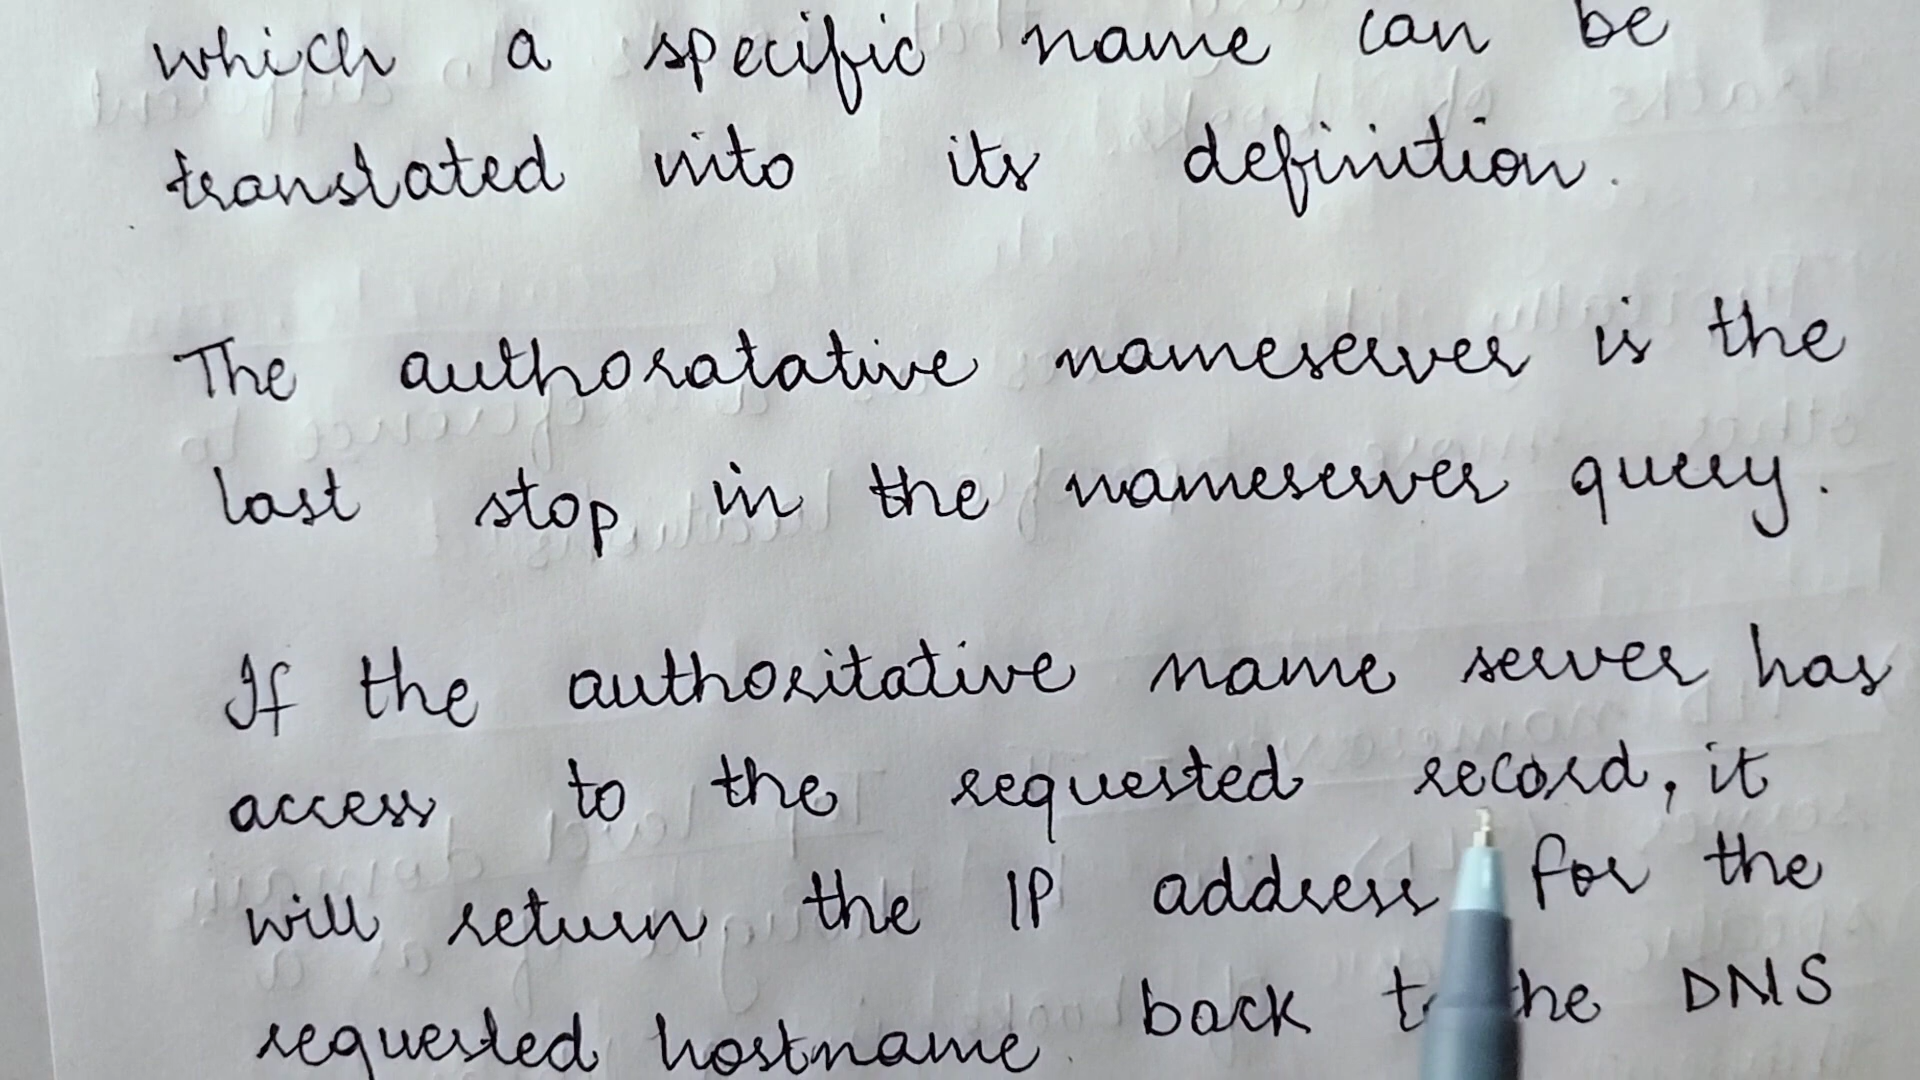 which a specific name can be
translated into its definition.
The authoratative nameserver is the
last stop in the nameserver query.
If the authoritative name server has
access to the requested record, it
will return the IP address for the
requested hostname back to the DNS